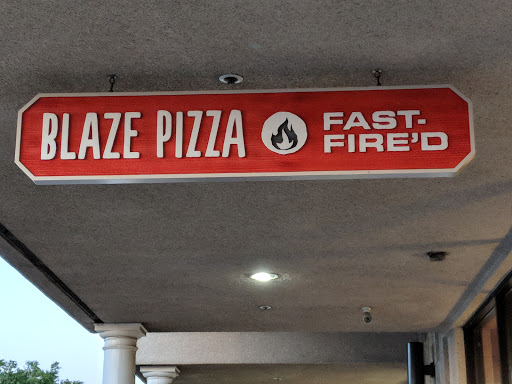 BLAZE PIZZA
FAST-
FIRE'D